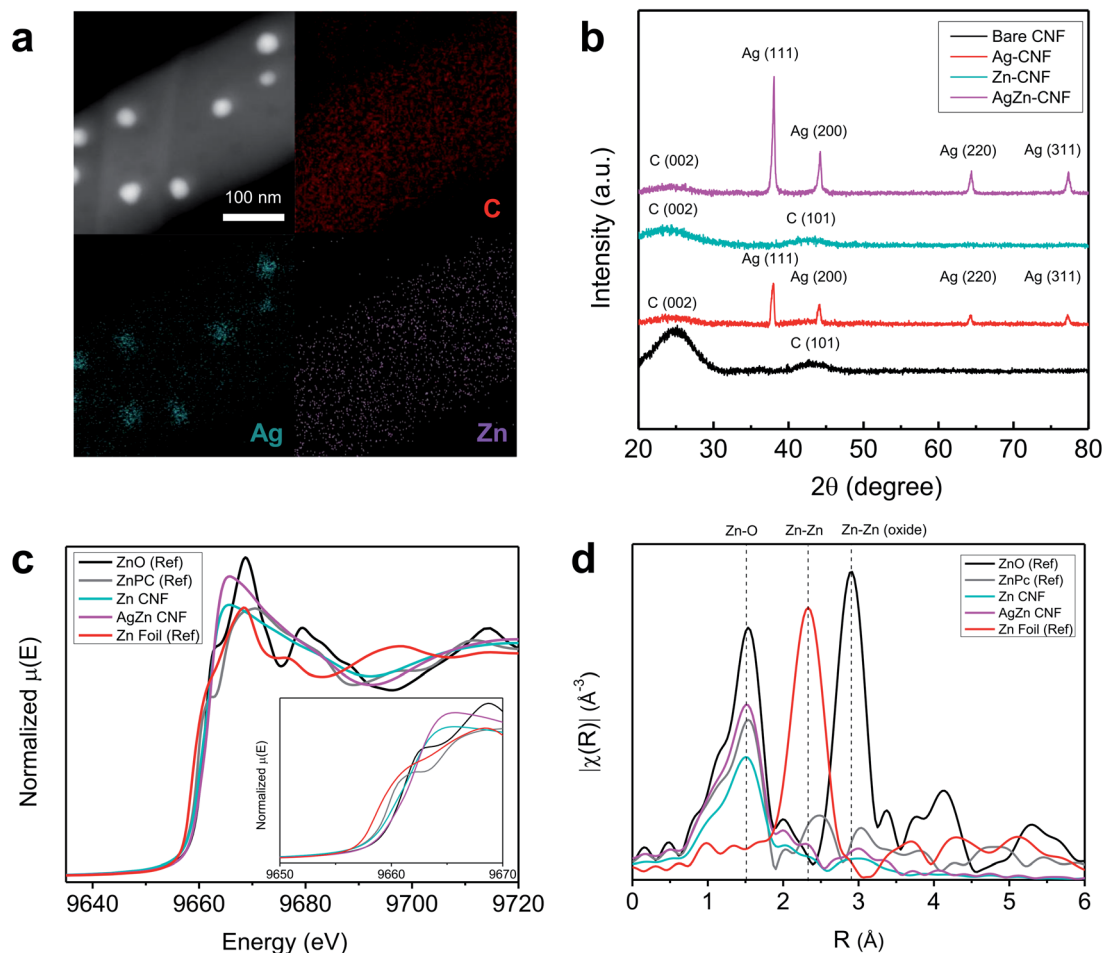 a
100 nm
C
Ag
Zn
b
Bare CNF
Ag-CNF
Zn-CNF
AgZn-CNF
Ag (111)
Ag (200)
Ag (220)
Ag (311)
C (002)
C (002)
C (101)
Ag (111)
Ag (200)
Ag (220)
Ag (311)
C (002)
C (101)
Intensity (a.u.)
20 30 40 50 60 70 80
2θ (degree)
c
ZnO (Ref)
ZnPC (Ref)
Zn CNF
AgZn CNF
Zn Foil (Ref)
Normalized μ(E)
Normalized μ(E)
9650 9660 9670
9640 9660 9680 9700 9720
Energy (eV)
Zn-O Zn-Zn Zn-Zn (oxide)
d
ZnO (Ref)
ZnPc (Ref)
Zn CNF
AgZn CNF
Zn Foil (Ref)
|χ(R)| (Å⁻³)
0 1 2 3 4 5 6
R (Å)